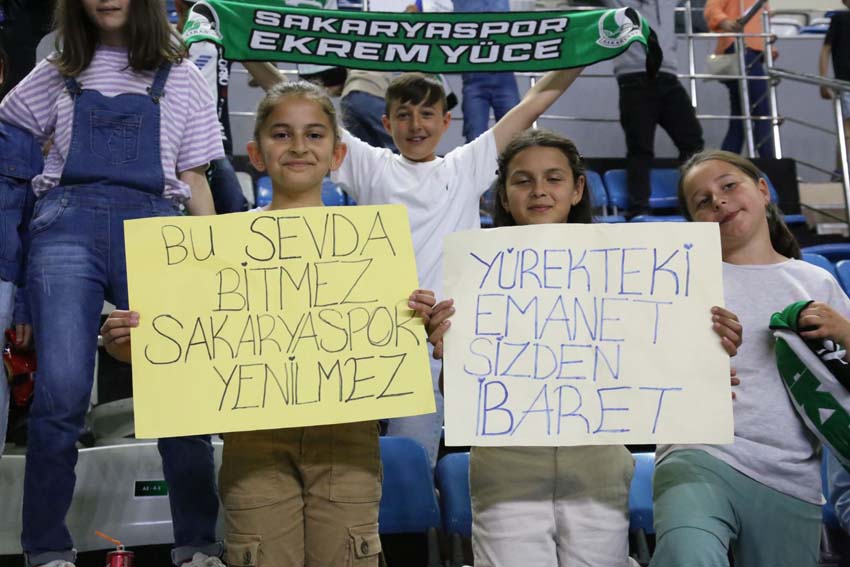 SAKARYASPOR
EKREM YÜCE
BU SEVDA
BİTMEZ
SAKARYASPOR
YENİLMEZ
YÜREKTEKİ
EMANET
SİZDEN
İBARET